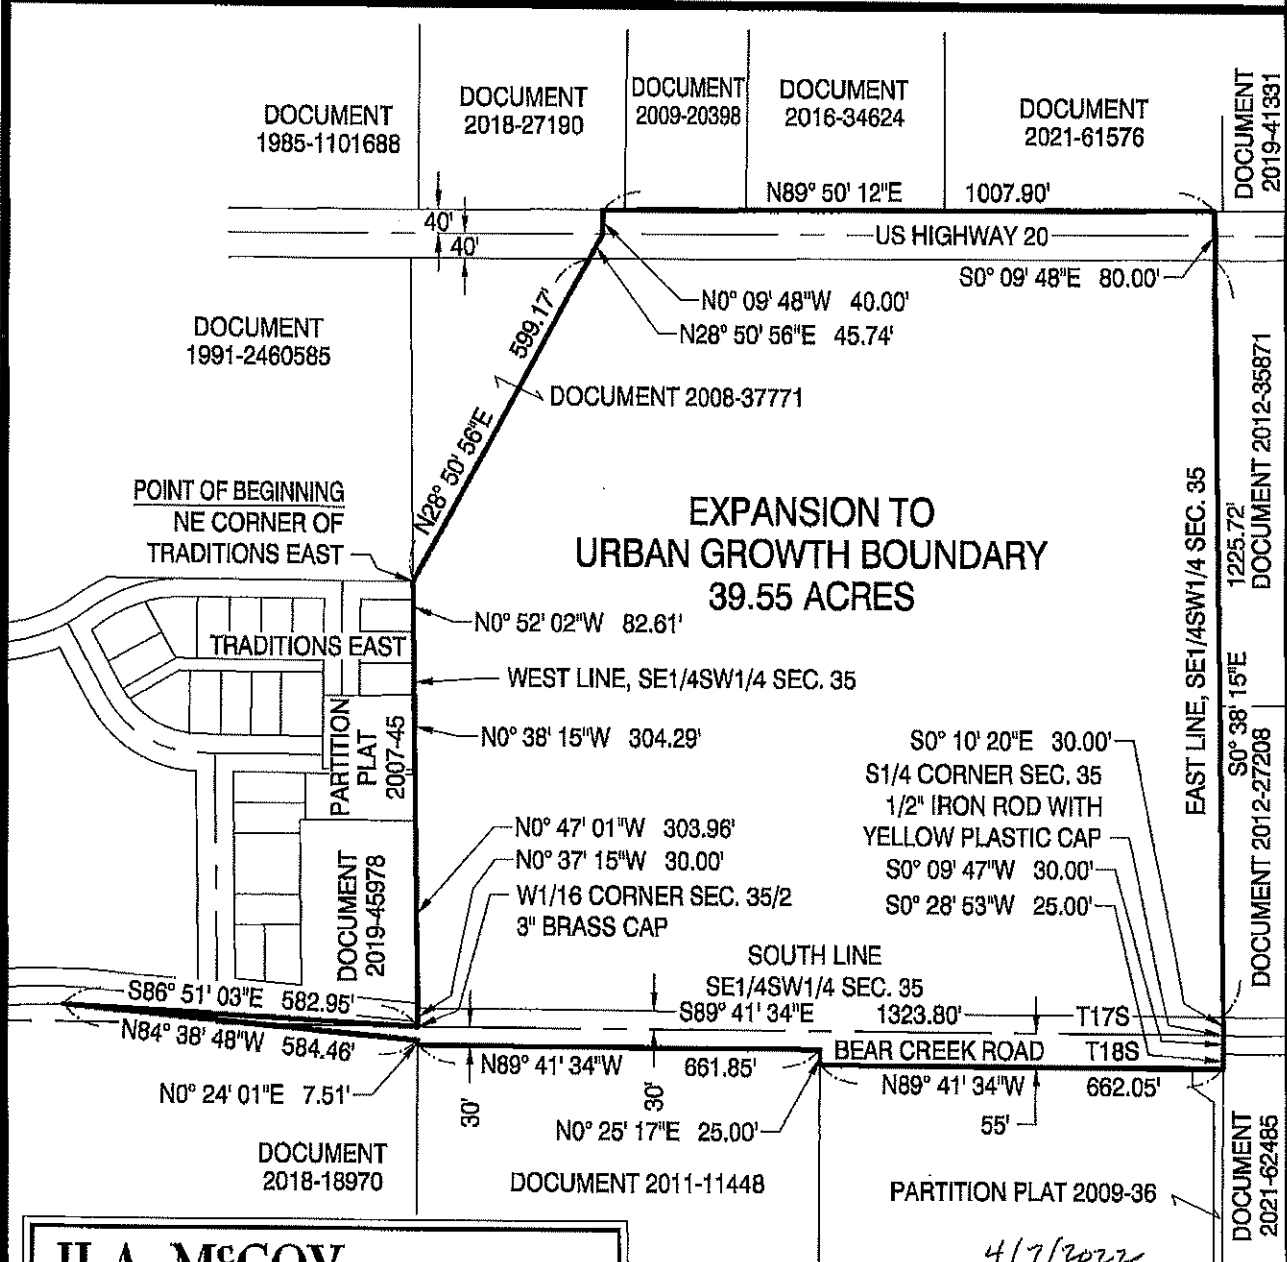 DOCUMENT
1985-1101688
DOCUMENT
2018-27190
DOCUMENT
2009-20398
DOCUMENT
2016-34624
DOCUMENT
2021-61576
DOCUMENT
2019-41331
N89° 50' 12"E 1007.90'
40'
40'
US HIGHWAY 20
S0° 09' 48"E 80.00'
N0° 09' 48"W 40.00'
N28° 50' 56"E 45.74'
DOCUMENT
1991-2460585
N28° 50' 56"E 599.17'
DOCUMENT 2008-37771
POINT OF BEGINNING
NE CORNER OF
TRADITIONS EAST
EXPANSION TO
URBAN GROWTH BOUNDARY
39.55 ACRES
EAST LINE, SE1/4SW1/4 SEC. 35
S0° 38' 15"E 1225.72'
DOCUMENT 2012-35871
DOCUMENT 2012-27208
N0° 52' 02"W 82.61'
TRADITIONS EAST
WEST LINE, SE1/4SW1/4 SEC. 35
PARTITION
PLAT
2007-45
N0° 38' 15"W 304.29'
S0° 10' 20"E 30.00'
S1/4 CORNER SEC. 35
1/2" IRON ROD WITH
YELLOW PLASTIC CAP
S0° 09' 47"W 30.00'
S0° 28' 53"W 25.00'
N0° 47' 01"W 303.96'
N0° 37' 15"W 30.00'
W1/16 CORNER SEC. 35/2
3" BRASS CAP
DOCUMENT
2019-45978
SOUTH LINE
SE1/4SW1/4 SEC. 35
S86° 51' 03"E 582.95'
S89° 41' 34"E 1323.80' T17S
N84° 38' 48"W 584.46'
BEAR CREEK ROAD T18S
N89° 41' 34"W 661.85'
N89° 41' 34"W 662.05'
N0° 24' 01"E 7.51'
30'
30'
55'
N0° 25' 17"E 25.00'
DOCUMENT
2018-18970
DOCUMENT 2011-11448
PARTITION PLAT 2009-36
DOCUMENT
2021-62485
H.A. McCOY
4/7/2022